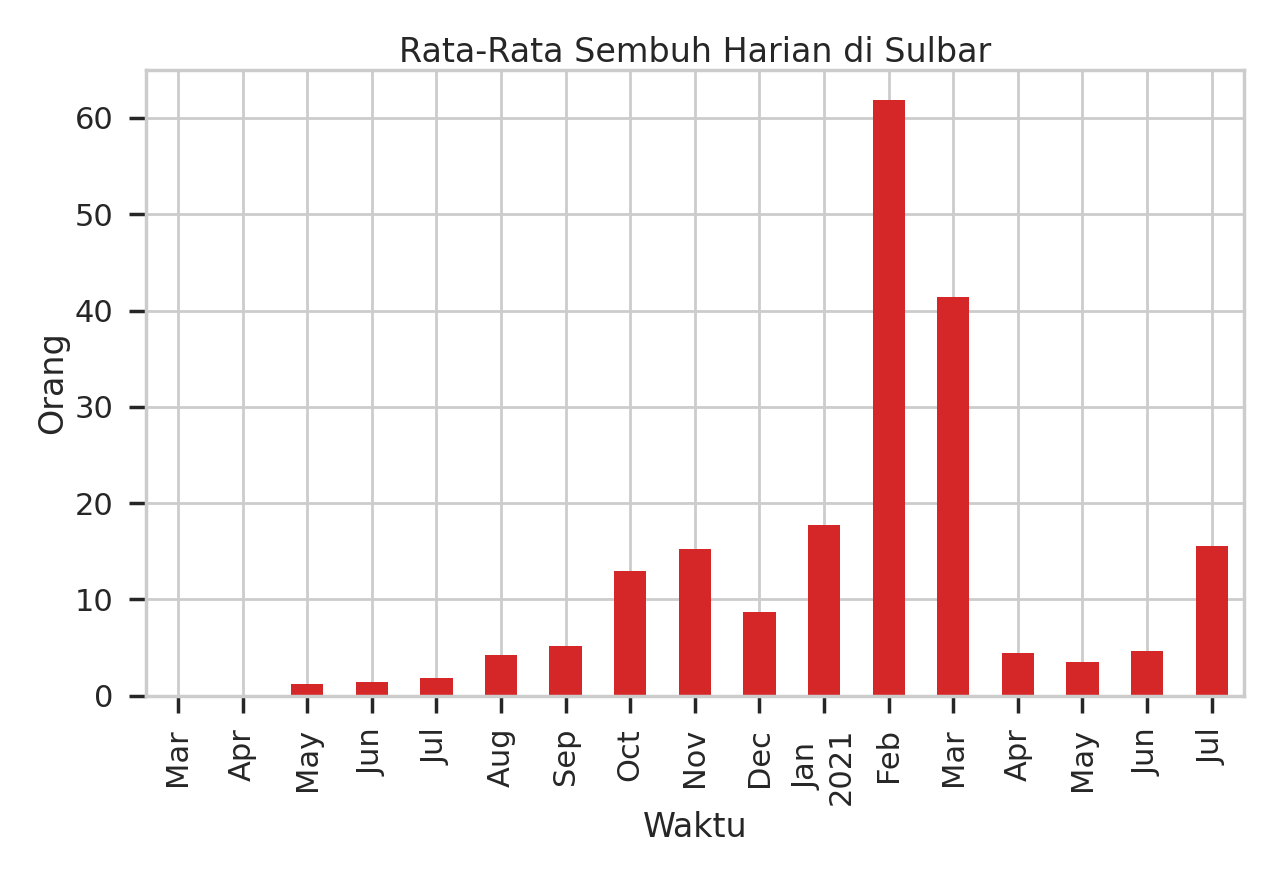 Rata-Rata Sembuh Harian di Sulbar
60
50
40
30
20
10
0
Orang
Mar
Apr
May
Jun
Jul
Aug
Sep
Oct
Nov
Dec
Jan
2021
Feb
Mar
Apr
May
Jun
Jul
Waktu